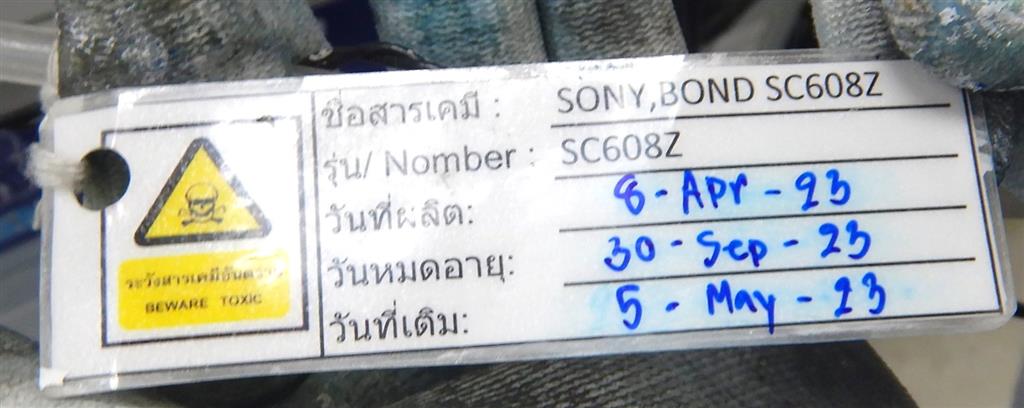 ชื่อสารเคมี : SONY,BOND SC608Z
รุ่น/ Nomber : SC608Z
วันที่ผลิต: 8-Apr-23
วันหมดอายุ: 30-Sep-23
วันที่เติม: 5-May-23
ระวังสารเคมีอันตราย
BEWARE TOXIC